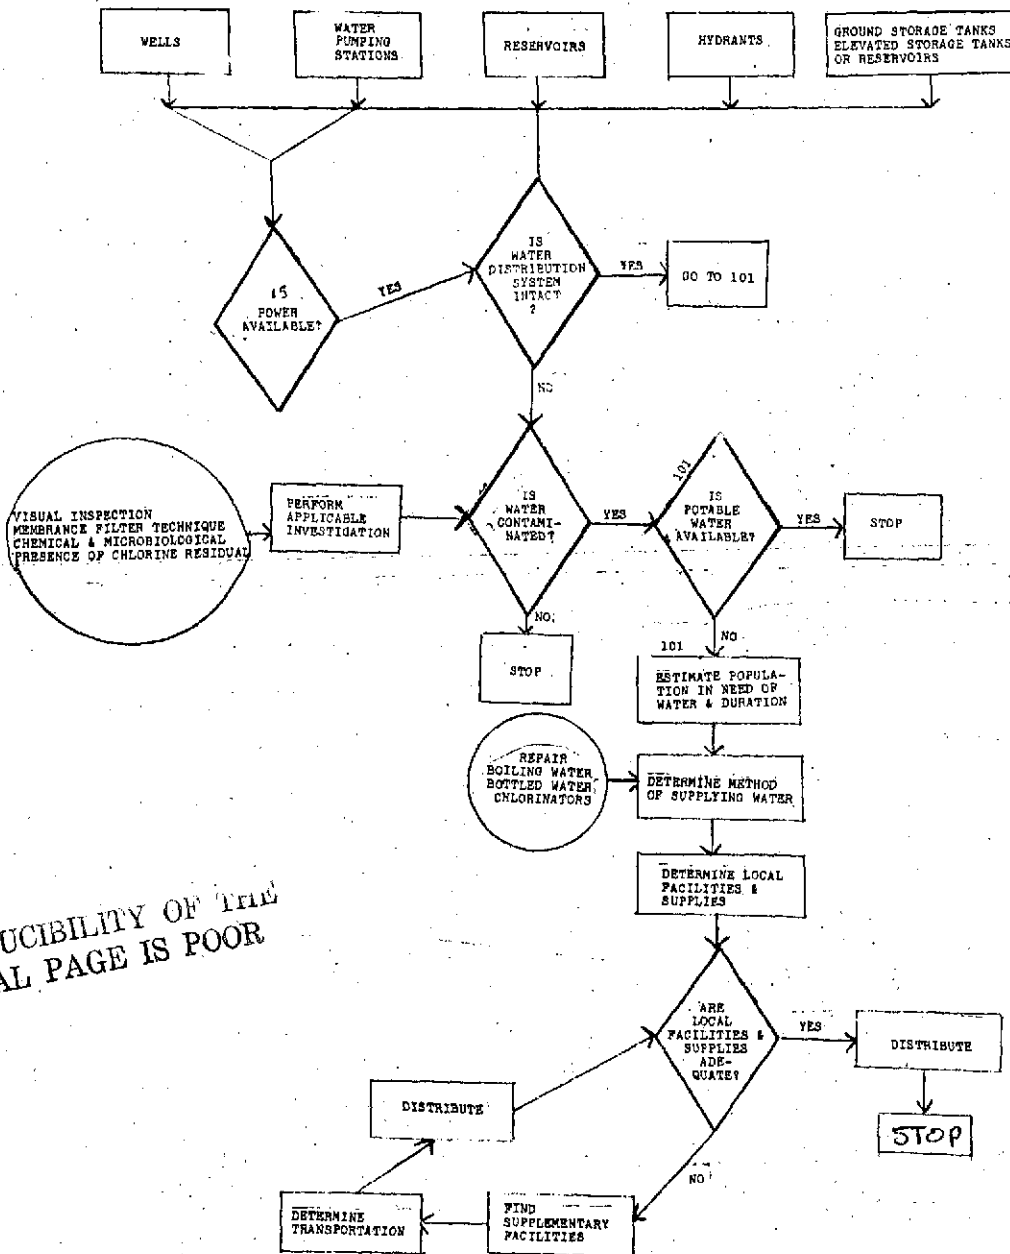 WELLS
WATER
PUMPING
STATIONS
RESERVOIRS
HYDRANTS
GROUND STORAGE TANKS
ELEVATED STORAGE TANKS
OR RESERVOIRS
IS
POWER
AVAILABLE?
YES
IS
WATER
DISTRIBUTION
SYSTEM
INTACT
?
YES
GO TO 101
NO
VISUAL INSPECTION
MEMBRANCE FILTER TECHNIQUE
CHEMICAL & MICROBIOLOGICAL
PRESENCE OF CHLORINE RESIDUAL
PERFORM
APPLICABLE
INVESTIGATION
IS
WATER
CONTAMI-
NATED?
YES
101
IS
POTABLE
WATER
AVAILABLE?
YES
STOP
NO
STOP
NO
101
ESTIMATE POPULA-
TION IN NEED OF
WATER & DURATION
REPAIR
BOILING WATER
BOTTLED WATER
CHLORINATORS
DETERMINE METHOD
OF SUPPLYING WATER
DETERMINE LOCAL
FACILITIES &
SUPPLIES
UCIBILITY OF THE
AL PAGE IS POOR
ARE
LOCAL
FACILITIES &
SUPPLIES
ADE-
QUATE?
YES
DISTRIBUTE
STOP
NO
DISTRIBUTE
DETERMINE
TRANSPORTATION
FIND
SUPPLEMENTARY
FACILITIES